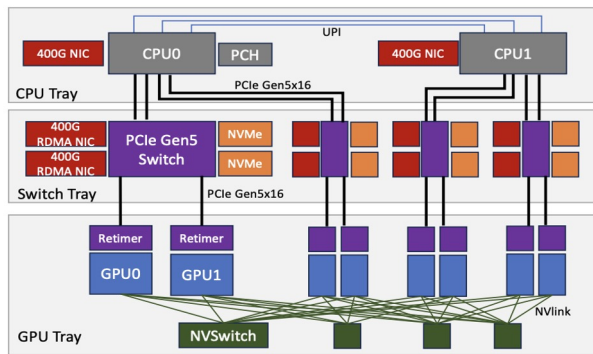 UPI
400G NIC
CPU0
PCH
400G NIC
CPU1
PCIe Gen5x16
CPU Tray
400G
RDMA NIC
400G
RDMA NIC
PCIe Gen5
Switch
NVMe
NVMe
Switch Tray
PCIe Gen5x16
Retimer
Retimer
GPU0
GPU1
NVlink
NVSwitch
GPU Tray